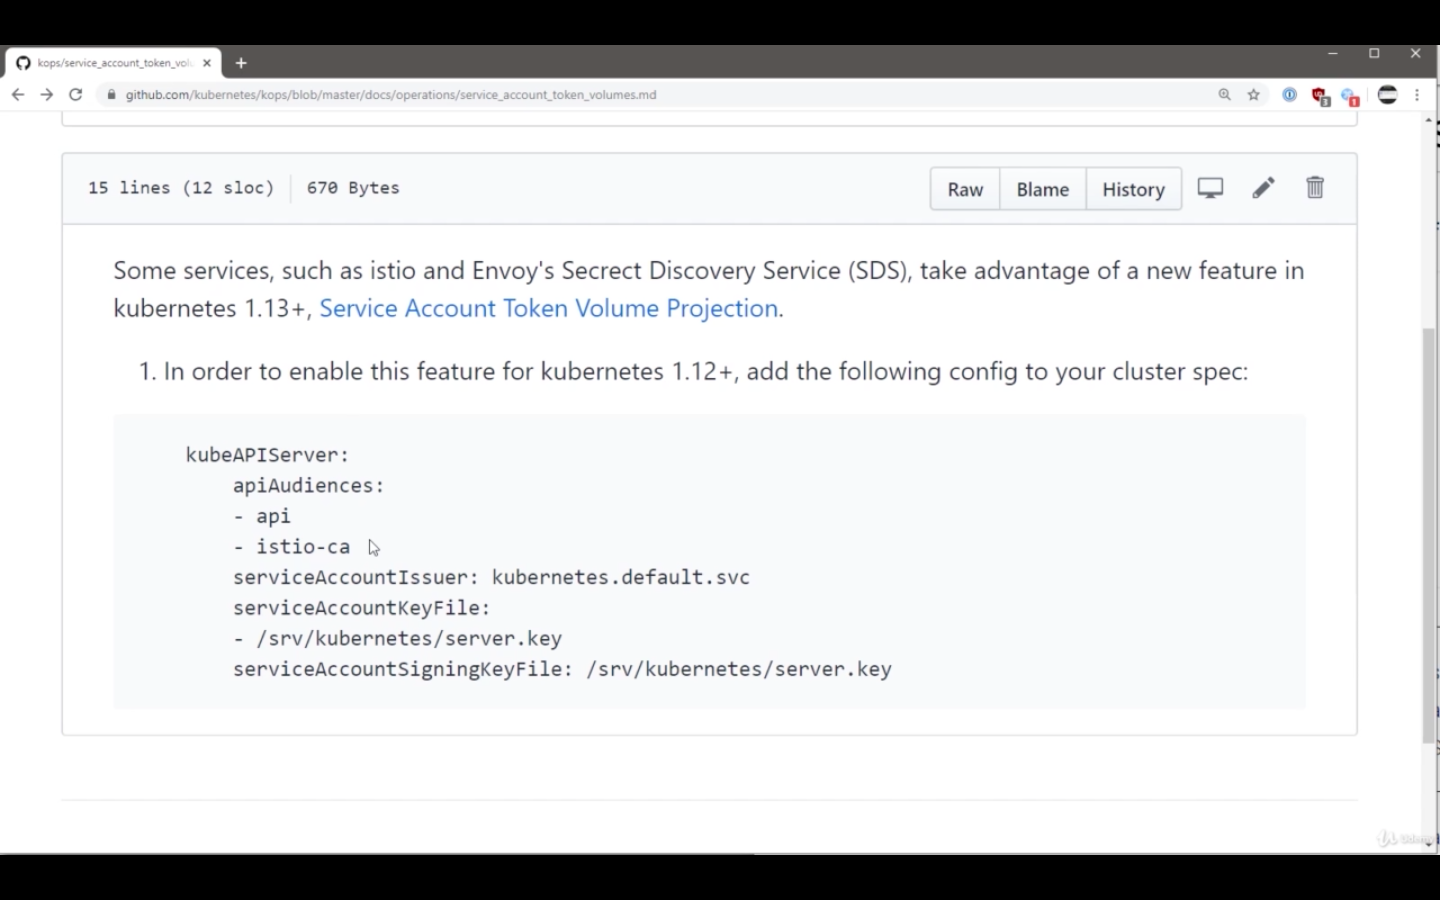 kops/service_account_token_vol
github.com/kubernetes/kops/blob/master/docs/operations/service_account_token_volumes.md
3
1
15 lines (12 sloc)
670 Bytes
Raw
Blame
History
Some services, such as istio and Envoy's Secrect Discovery Service (SDS), take advantage of a new feature in
kubernetes 1.13+, Service Account Token Volume Projection.
1. In order to enable this feature for kubernetes 1.12+, add the following config to your cluster spec:
kubeAPIServer:
apiAudiences:
- api
- istio-ca
serviceAccountIssuer: kubernetes.default.svc
serviceAccountKeyFile:
- /srv/kubernetes/server.key
serviceAccountSigningKeyFile: /srv/kubernetes/server.key